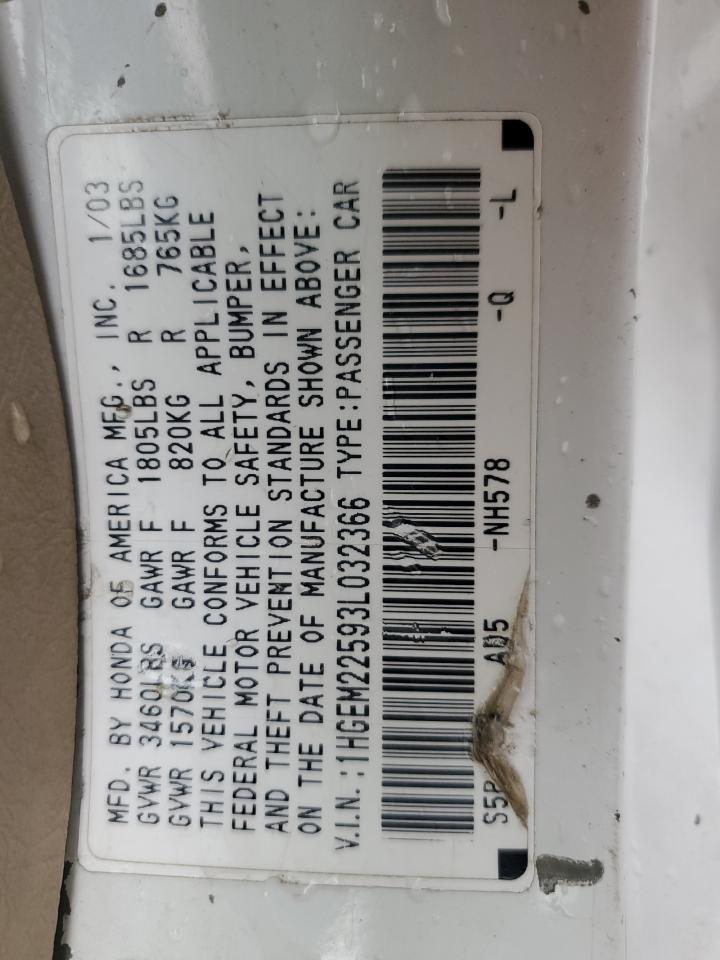 MFD. BY HONDA OF AMERICA MFG., INC. 1/03
GVWR 3460LBS GAWR F 1805LBS R 1685LBS
GVWR 1570KG GAWR F 820KG R 765KG
THIS VEHICLE CONFORMS TO ALL APPLICABLE
FEDERAL MOTOR VEHICLE SAFETY, BUMPER,
AND THEFT PREVENTION STANDARDS IN EFFECT
ON THE DATE OF MANUFACTURE SHOWN ABOVE:
V.I.N.:1HGEM22593L032366 TYPE:PASSENGER CAR
-NH578 -Q -L